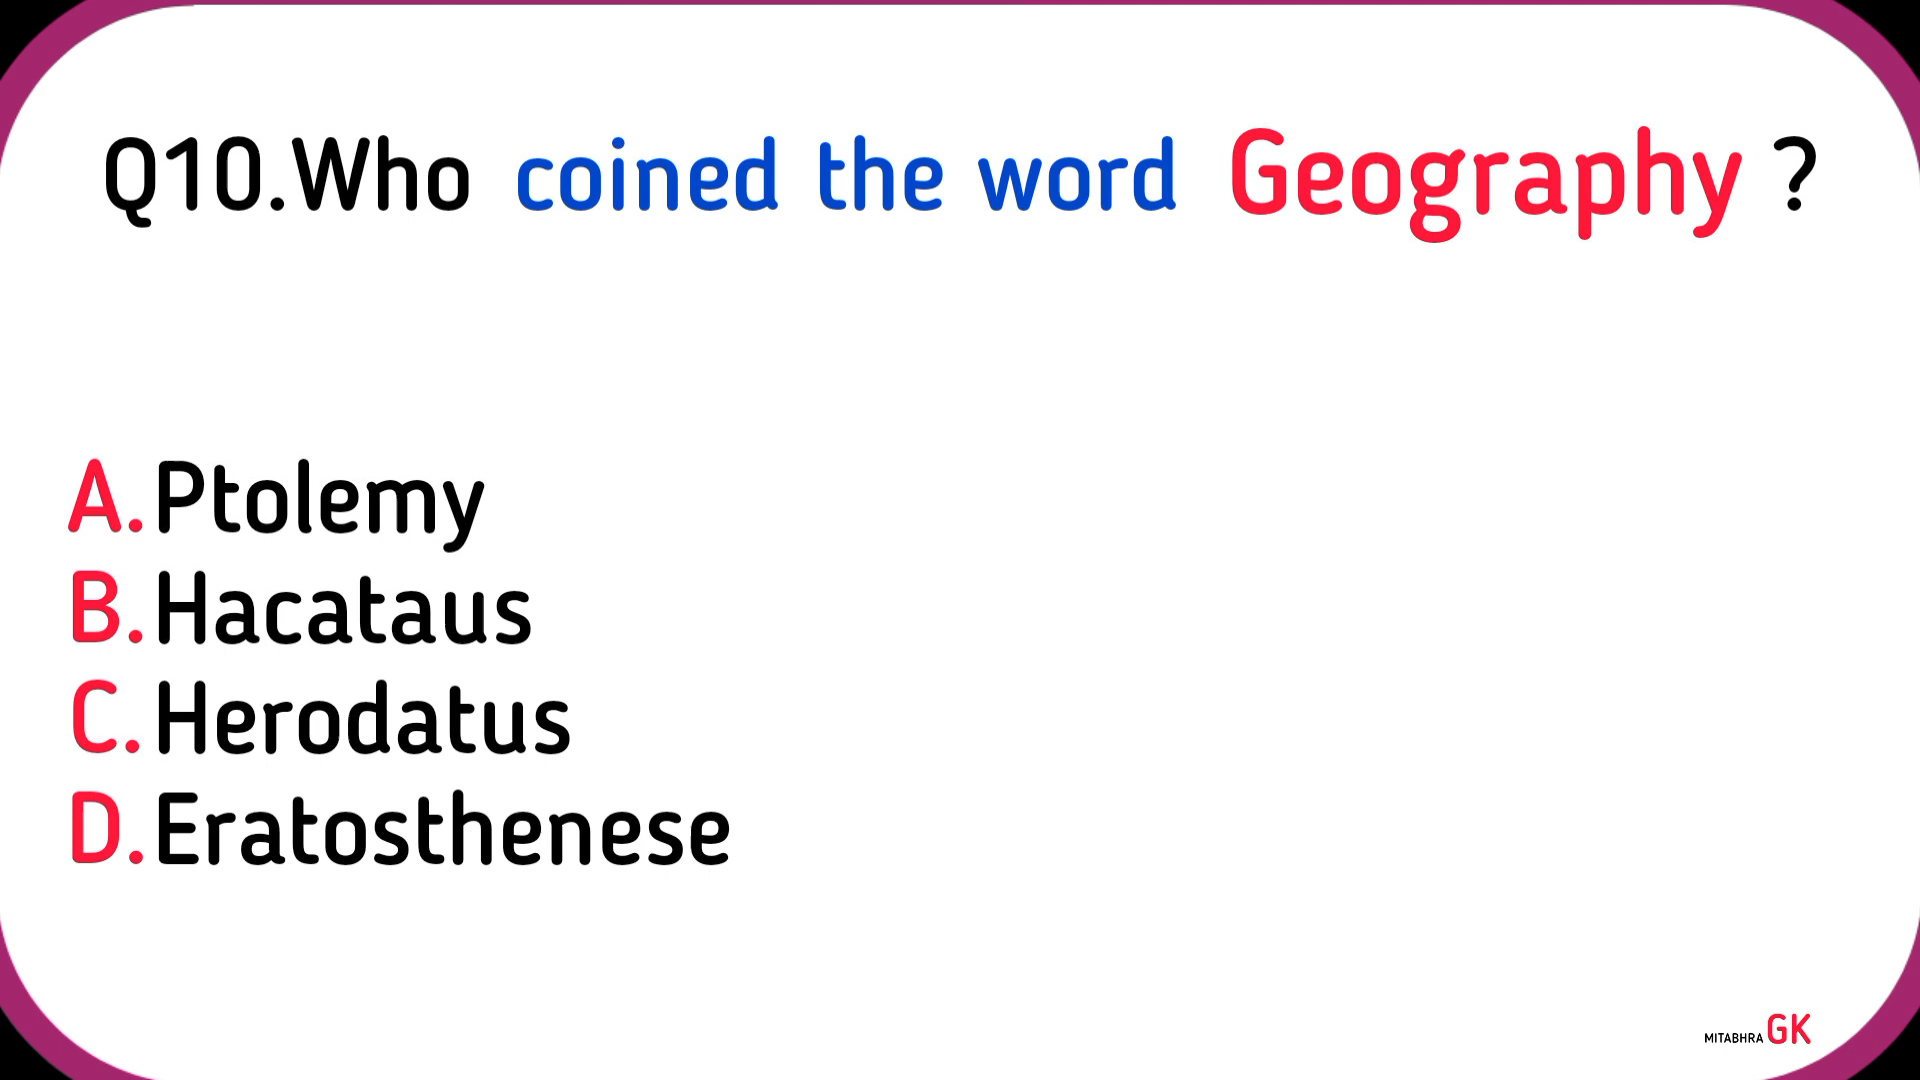 Q10.Who coined the word Geography ?
A.Ptolemy
B.Hacataus
C.Herodatus
D.Eratosthenese
MITABHRA GK